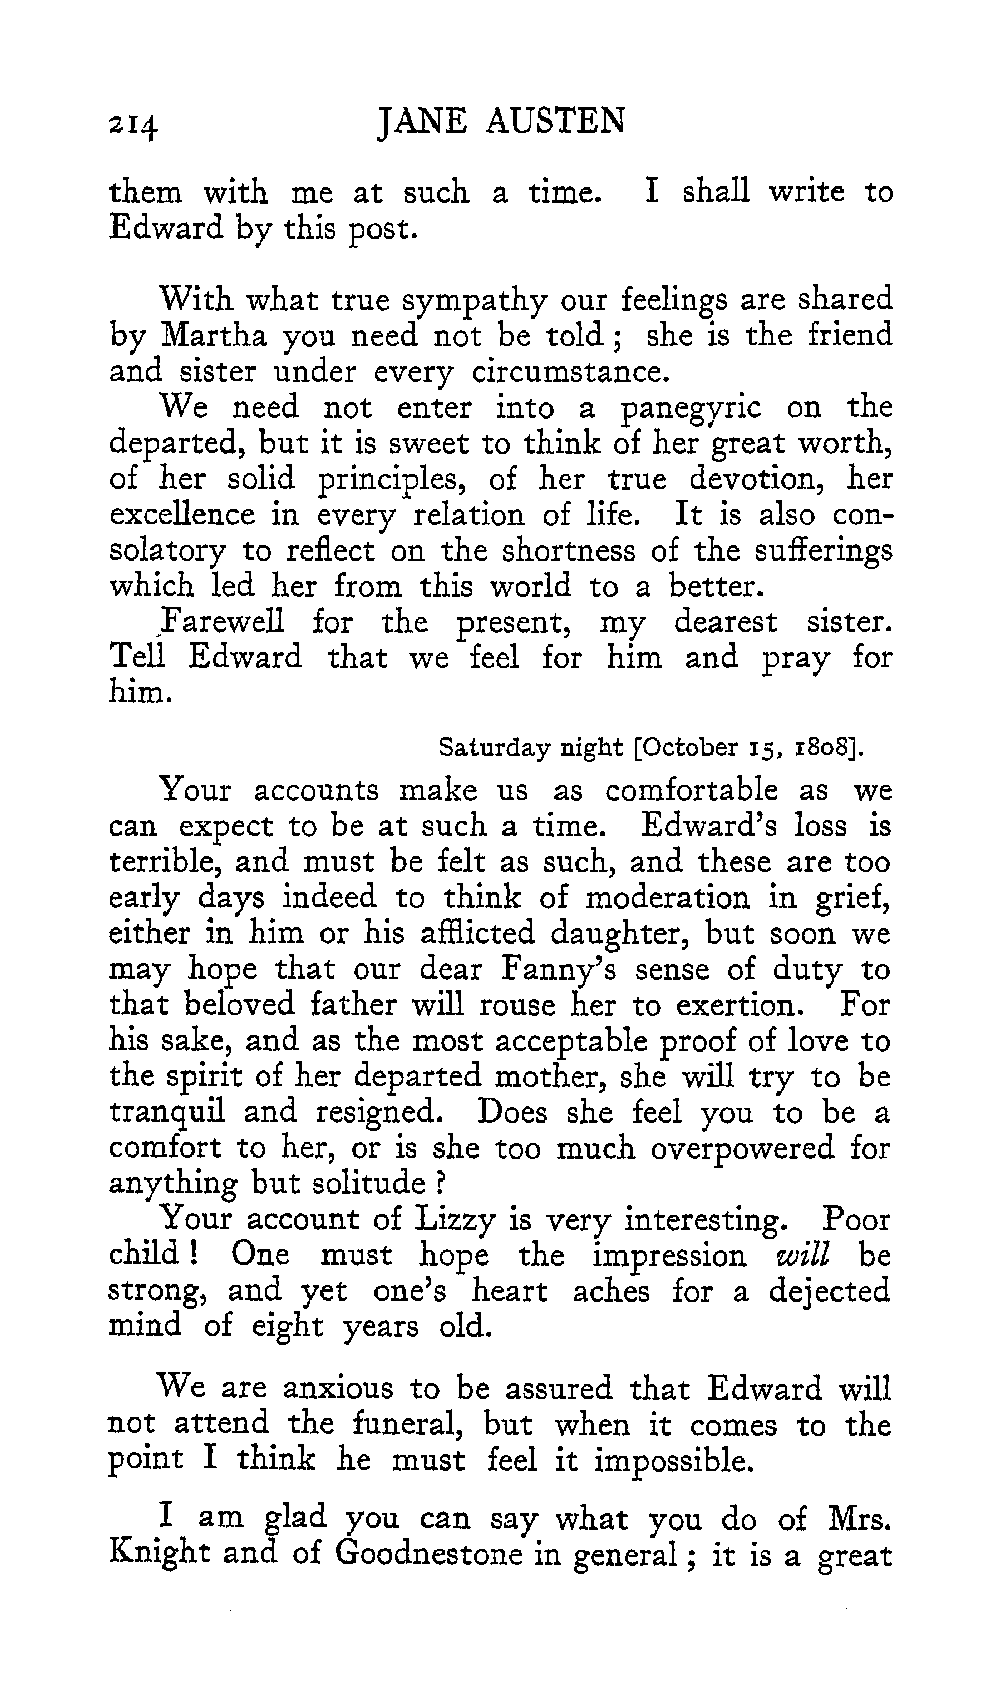 214 JANE AUSTEN
them with me at such a time. I shall write to
Edward by this post.
With what true sympathy our feelings are shared
by Martha you need not be told ; she is the friend
and sister under every circumstance.
We need not enter into a panegyric on the
departed, but it is sweet to think of her great worth,
of her solid principles, of her true devotion, her
excellence in every relation of life. It is also con-
solatory to reflect on the shortness of the sufferings
which led her from this world to a better.
Farewell for the present, my dearest sister.
Tell Edward that we feel for him and pray for
him.
Saturday night [October 15, 1808].
Your accounts make us as comfortable as we
can expect to be at such a time. Edward's loss is
terrible, and must be felt as such, and these are too
early days indeed to think of moderation in grief,
either in him or his afflicted daughter, but soon we
may hope that our dear Fanny's sense of duty to
that beloved father will rouse her to exertion. For
his sake, and as the most acceptable proof of love to
the spirit of her departed mother, she will try to be
tranquil and resigned. Does she feel you to be a
comfort to her, or is she too much overpowered for
anything but solitude ?
Your account of Lizzy is very interesting. Poor
child ! One must hope the impression will be
strong, and yet one's heart aches for a dejected
mind of eight years old.
We are anxious to be assured that Edward will
not attend the funeral, but when it comes to the
point I think he must feel it impossible.
I am glad you can say what you do of Mrs.
Knight and of Goodnestone in general ; it is a great